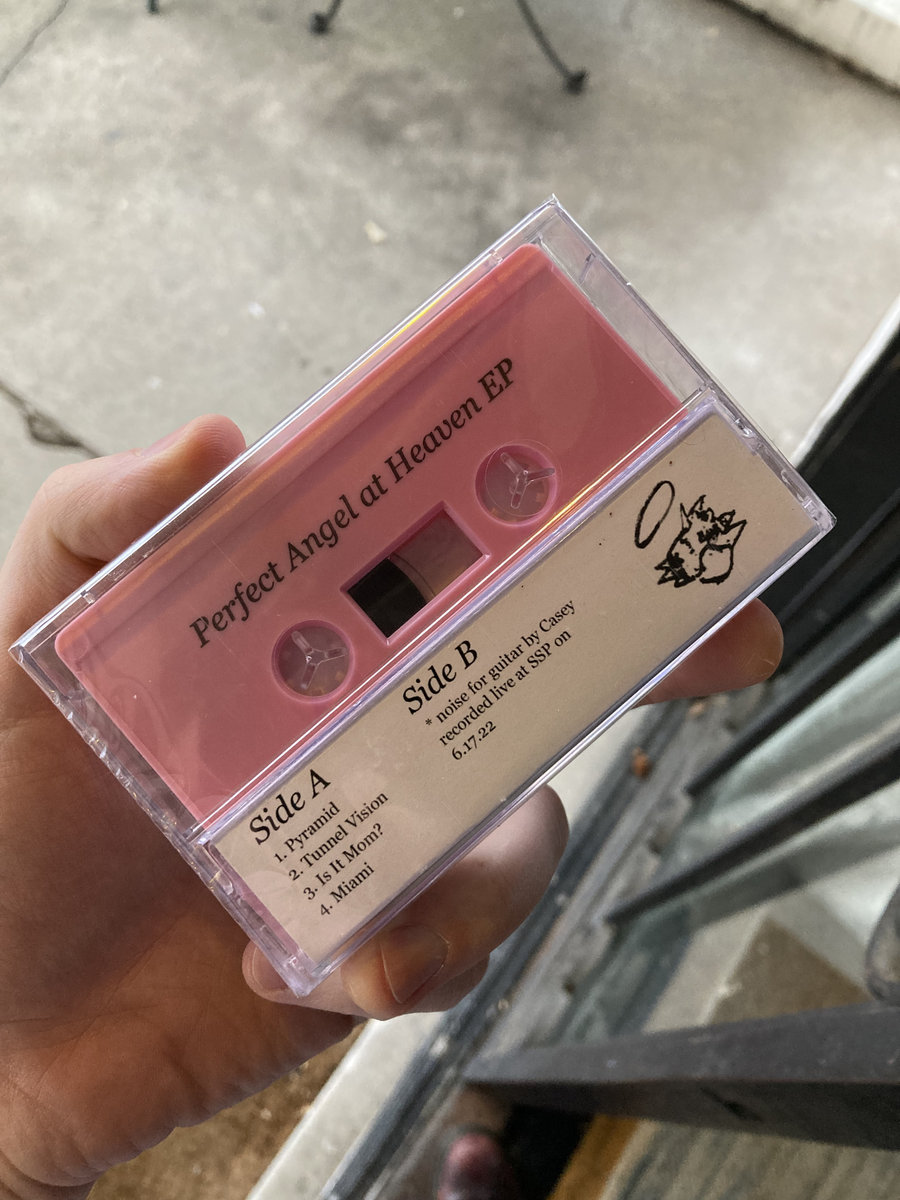 Perfect Angel at Heaven EP
Side A
1. Pyramid
2. Tunnel Vision
3. Is It Mom?
4. Miami
Side B
* noise for guitar by Casey
recorded live at SSP on
6.17.22